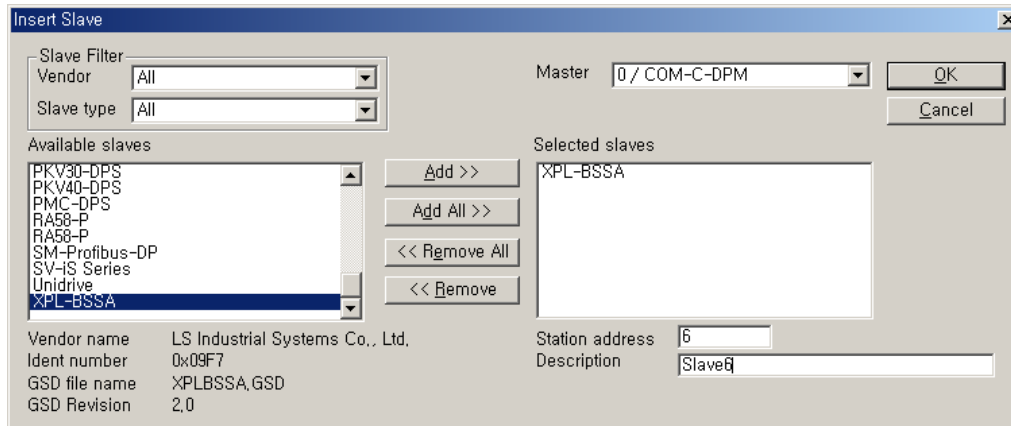 Insert Slave
Slave Filter
Vendor All
Slave type All
Master 0 / COM-C-DPM
OK
Cancel
Available slaves
PKV30-DPS
PKV40-DPS
PMC-DPS
RA58-P
RA58-P
SM-Profibus-DP
SV-iS Series
Unidrive
XPL-BSSA
Add >>
Add All >>
<< Remove All
<< Remove
Selected slaves
XPL-BSSA
Vendor name LS Industrial Systems Co., Ltd.
Ident number 0x09F7
GSD file name XPLBSSA.GSD
GSD Revision 2.0
Station address 6
Description Slave6